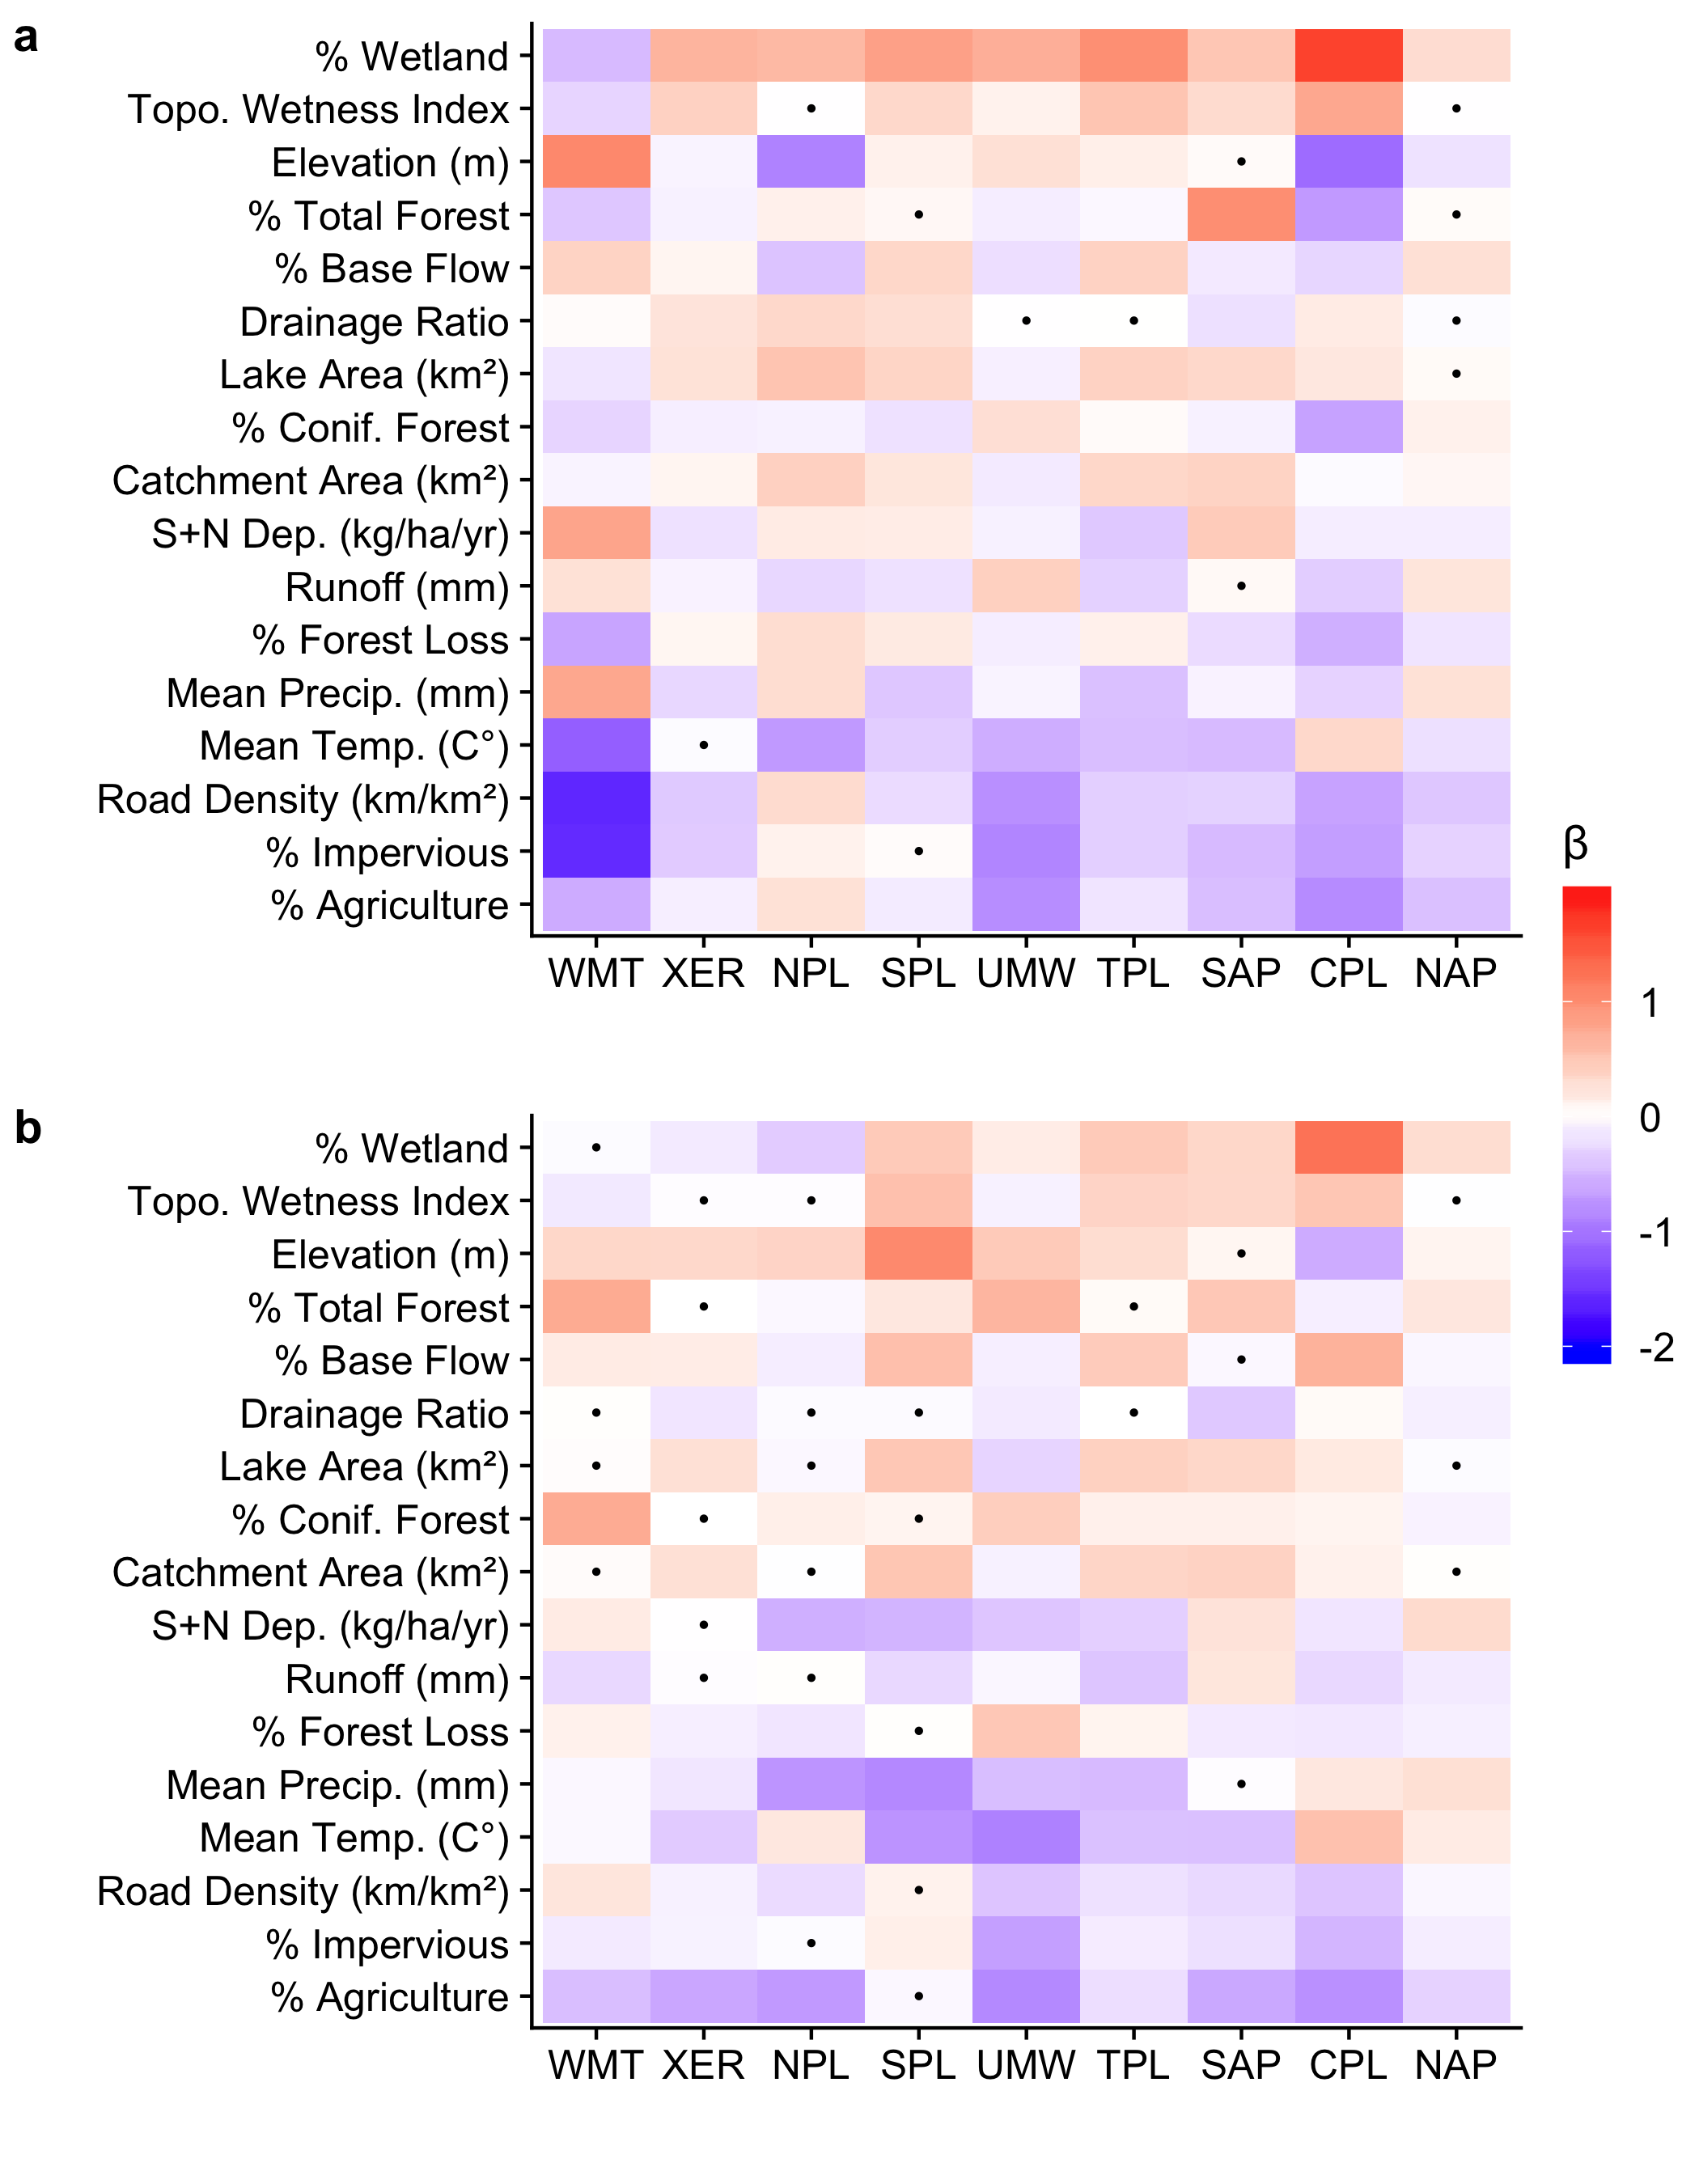 a
% Wetland
Topo. Wetness Index
Elevation (m)
% Total Forest
% Base Flow
Drainage Ratio
Lake Area (km²)
% Conif. Forest
Catchment Area (km²)
S+N Dep. (kg/ha/yr)
Runoff (mm)
% Forest Loss
Mean Precip. (mm)
Mean Temp. (C°)
Road Density (km/km²)
% Impervious
% Agriculture
WMT XER NPL SPL UMW TPL SAP CPL NAP
β
1
0
-1
-2
b
% Wetland
Topo. Wetness Index
Elevation (m)
% Total Forest
% Base Flow
Drainage Ratio
Lake Area (km²)
% Conif. Forest
Catchment Area (km²)
S+N Dep. (kg/ha/yr)
Runoff (mm)
% Forest Loss
Mean Precip. (mm)
Mean Temp. (C°)
Road Density (km/km²)
% Impervious
% Agriculture
WMT XER NPL SPL UMW TPL SAP CPL NAP